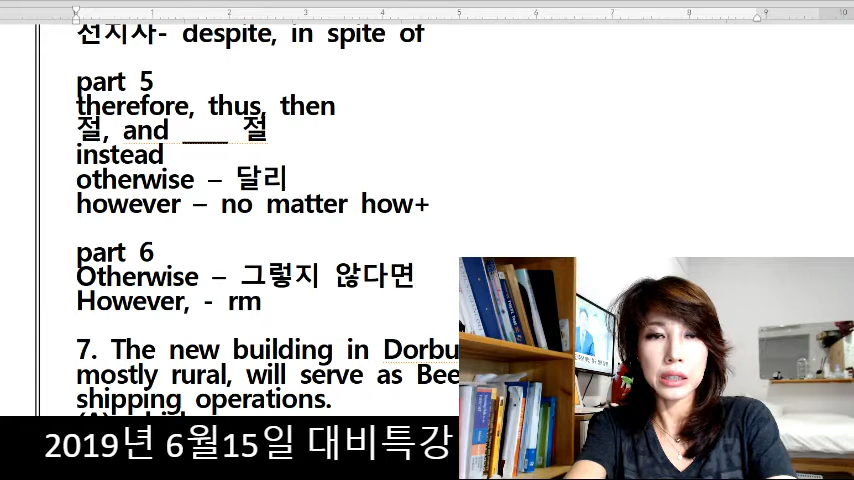 전치사- despite, in spite of
part 5
therefore, thus, then
절, and ____ 절
instead
otherwise – 달리
however – no matter how+
part 6
Otherwise – 그렇지 않다면
However, - rm
7. The new building in Dorbu
mostly rural, will serve as Bee
shipping operations.
2019년 6월15일 대비특강